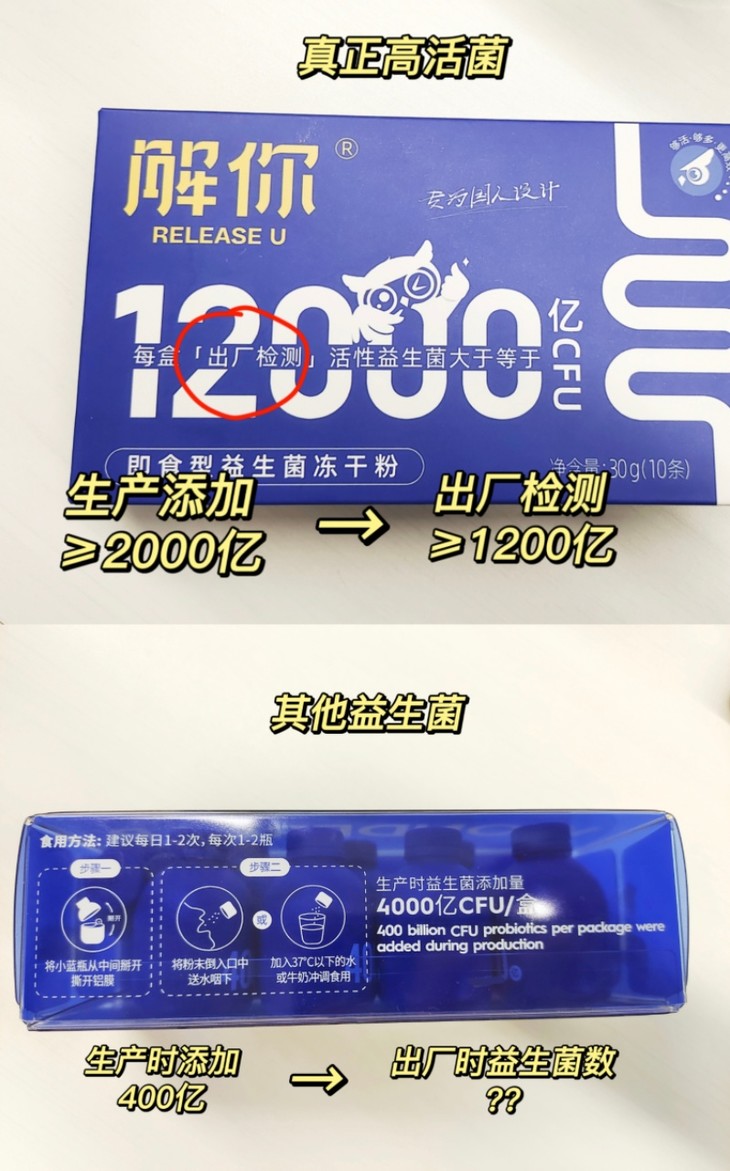 真正高活菌
解你®
RELEASE U
专为国人设计
够活·够多·更高效
12000亿CFU
每盒「出厂检测」活性益生菌大于等于
即食型益生菌冻干粉
净含量:30g(10条)
生产添加
≥2000亿
→
出厂检测
≥1200亿
其他益生菌
食用方法: 建议每日1-2次,每次1-2瓶
步骤一
步骤二
掰开
或
将小蓝瓶从中间掰开
撕开铝膜
将粉末倒入口中
送水咽下
加入37℃以下的水
或牛奶冲调食用
生产时益生菌添加量
4000亿CFU/盒
400 billion CFU probiotics per package were
added during production
生产时添加
400亿
→
出厂时益生菌数
??